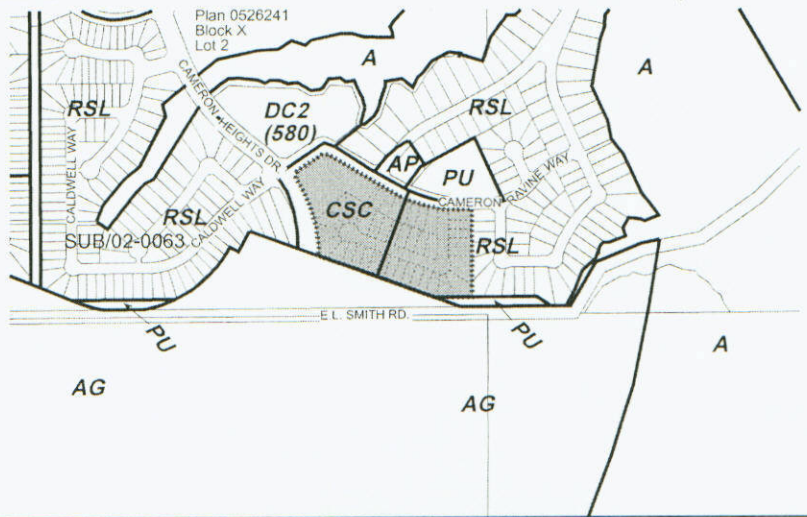 Plan 0526241
Block X
Lot 2
A
A
CAMERON HEIGHTS DR
RSL
DC2
(580)
RSL
AP
PU
CALDWELL WAY
CAMERON RAVINE WAY
RSL
CALDWELL WAY
CSC
SUB/02-0063
RSL
E.L. SMITH RD.
PU
PU
A
AG
AG